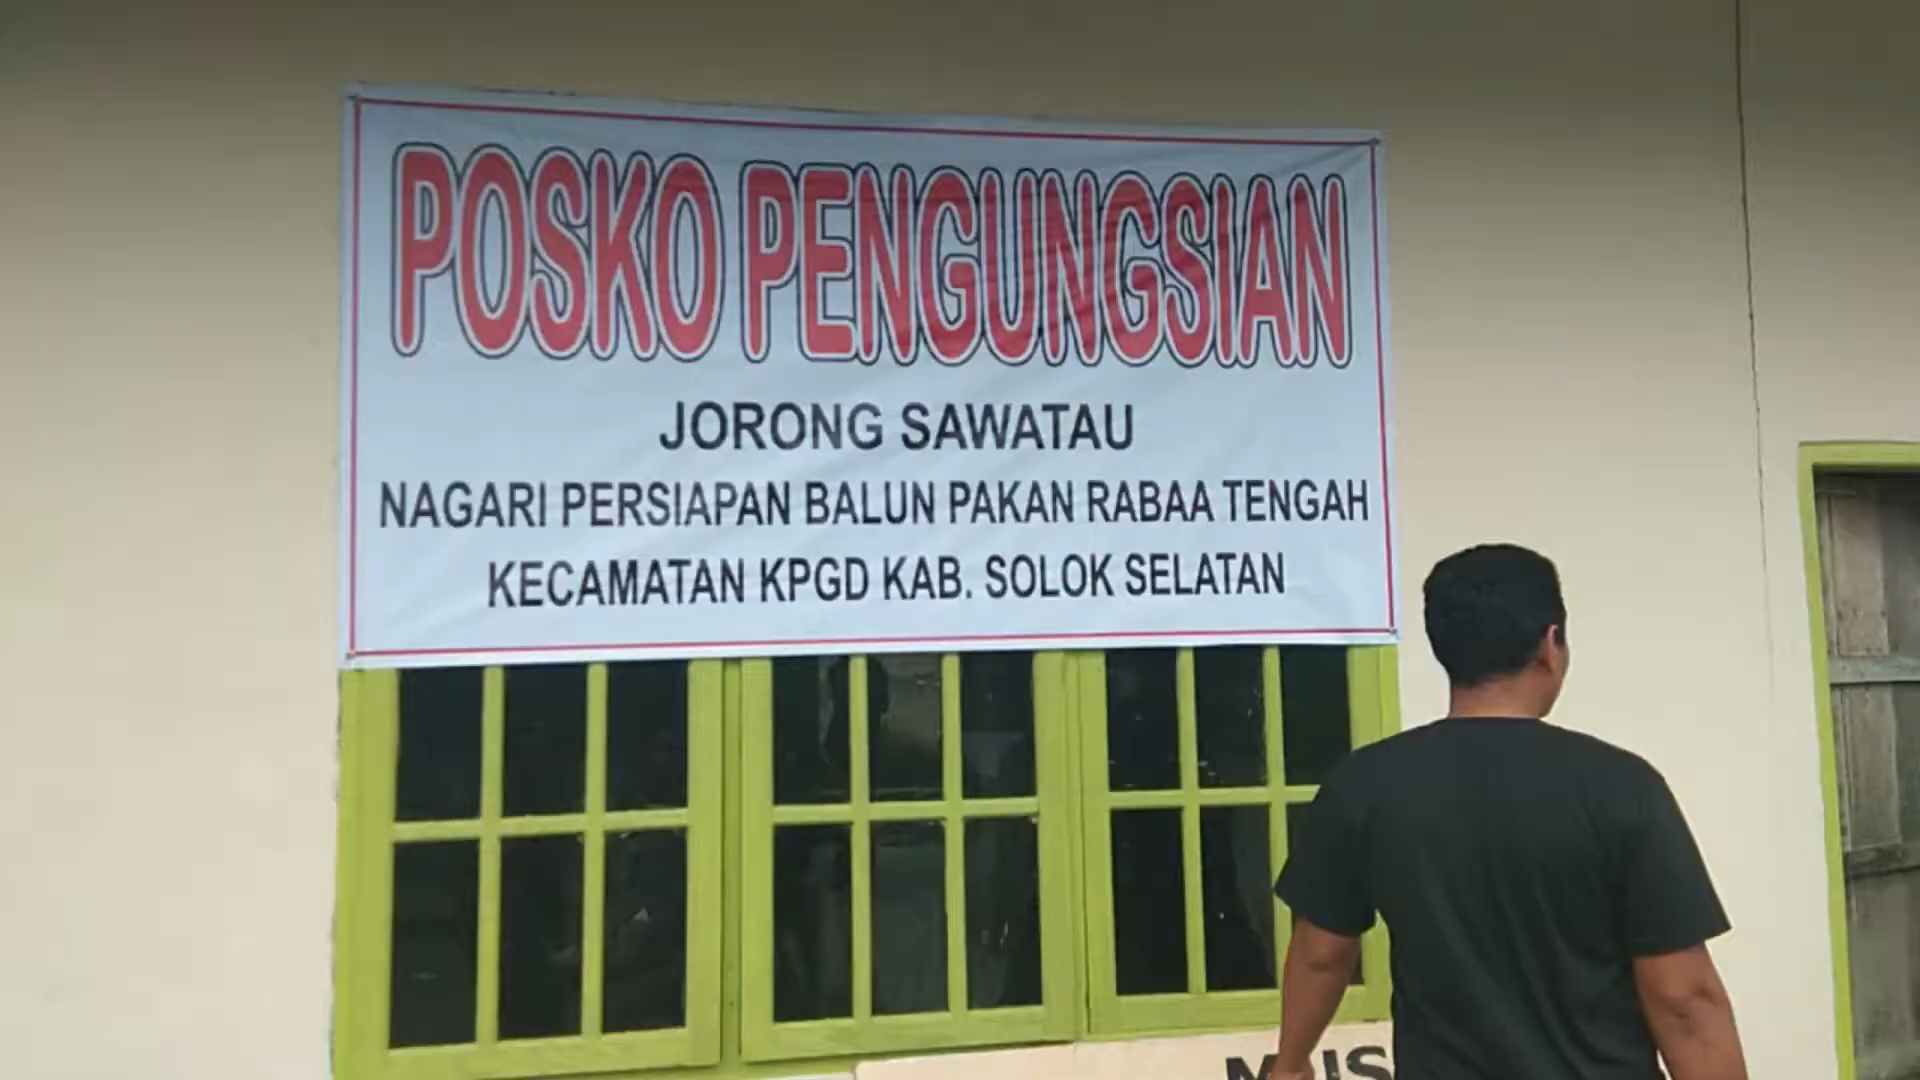 POSKO PENGUNGSIAN
JORONG SAWATAU
NAGARI PERSIAPAN BALUN PAKAN RABAA TENGAH
KECAMATAN KPGD KAB. SOLOK SELATAN